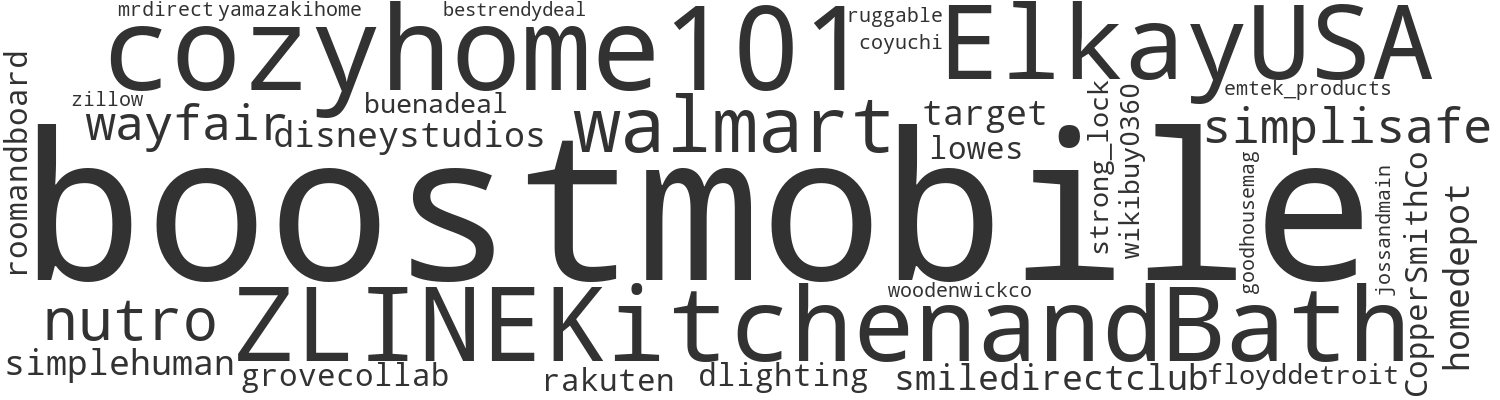 mrdirect yamazakihome bestrendydeal ruggable
cozyhome101
coyuchi
ElkayUSA
roomandboard
zillow
buenadeal
wayfair
disneystudios
walmart
target
lowes
strong_lock
wikibuy0360
emtek_products
simplisafe
boostmobile
goodhousemag
jossandmain
CopperSmithCo
homedepot
nutro
ZLINEKitchenandBath
woodenwickco
simplehuman
grovecollab
rakuten
dlighting
smiledirectclub
floyddetroit